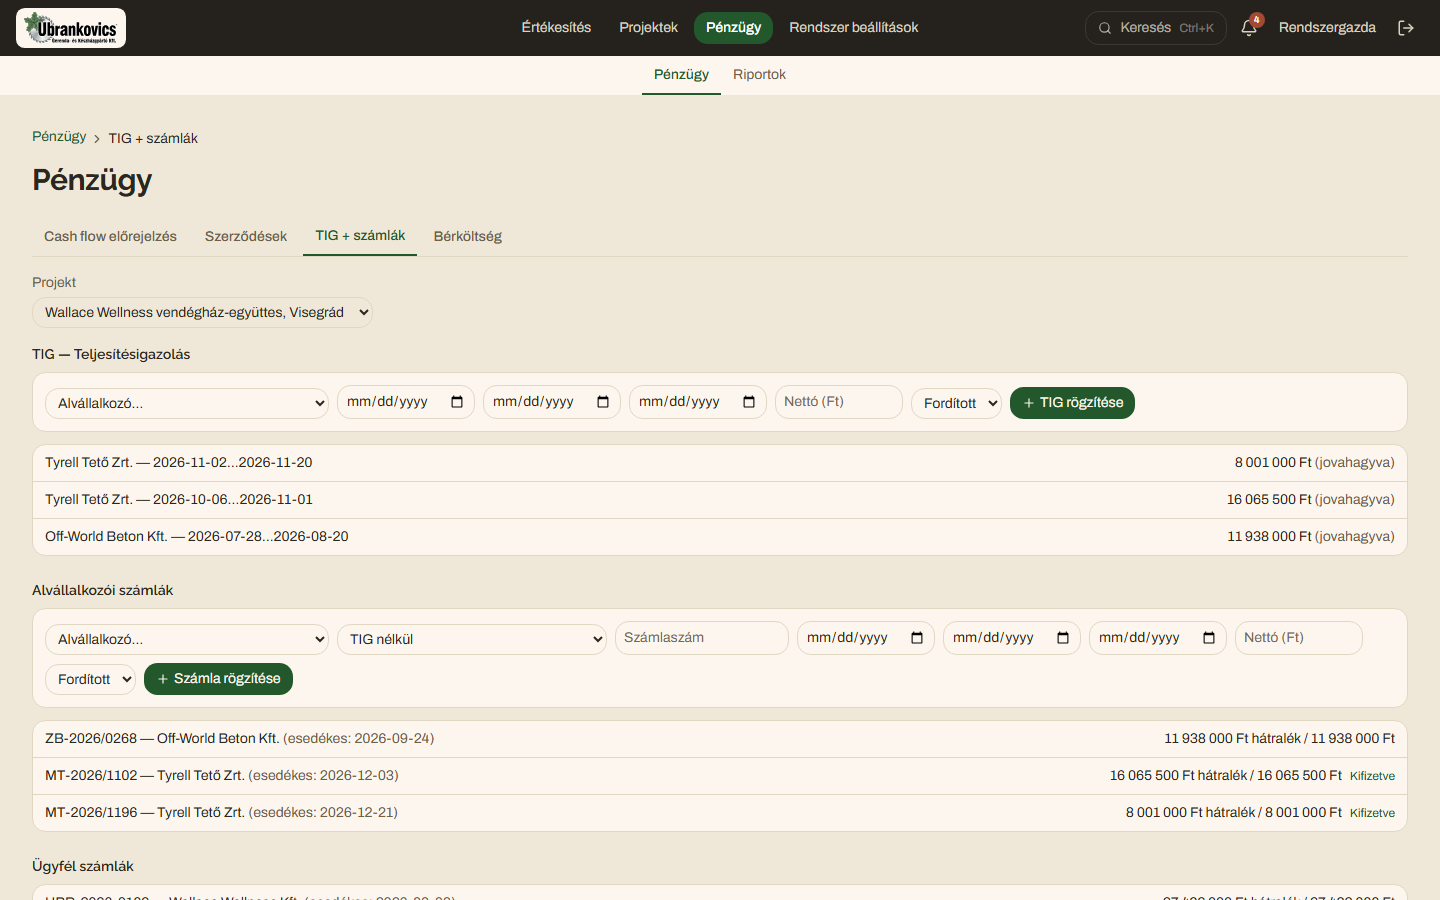 Ubrankovics
Gerenda- és Készházgyártó Kft.
Értékesítés
Projektek
Pénzügy
Rendszer beállítások
Keresés Ctrl+K
4
Rendszergazda
Pénzügy
Riportok
Pénzügy > TIG + számlák
Pénzügy
Cash flow előrejelzés
Szerződések
TIG + számlák
Bérköltség
Projekt
Wallace Wellness vendégház-együttes, Visegrád
TIG — Teljesítésigazolás
Alvállalkozó...
mm/dd/yyyy
mm/dd/yyyy
mm/dd/yyyy
Nettó (Ft)
Fordított
+ TIG rögzítése
Tyrell Tető Zrt. — 2026-11-02…2026-11-20 8 001 000 Ft (jovahagyva)
Tyrell Tető Zrt. — 2026-10-06…2026-11-01 16 065 500 Ft (jovahagyva)
Off-World Beton Kft. — 2026-07-28…2026-08-20 11 938 000 Ft (jovahagyva)
Alvállalkozói számlák
Alvállalkozó...
TIG nélkül
Számlaszám
mm/dd/yyyy
mm/dd/yyyy
mm/dd/yyyy
Nettó (Ft)
Fordított
+ Számla rögzítése
ZB-2026/0268 — Off-World Beton Kft. (esedékes: 2026-09-24) 11 938 000 Ft hátralék / 11 938 000 Ft
MT-2026/1102 — Tyrell Tető Zrt. (esedékes: 2026-12-03) 16 065 500 Ft hátralék / 16 065 500 Ft Kifizetve
MT-2026/1196 — Tyrell Tető Zrt. (esedékes: 2026-12-21) 8 001 000 Ft hátralék / 8 001 000 Ft Kifizetve
Ügyfél számlák